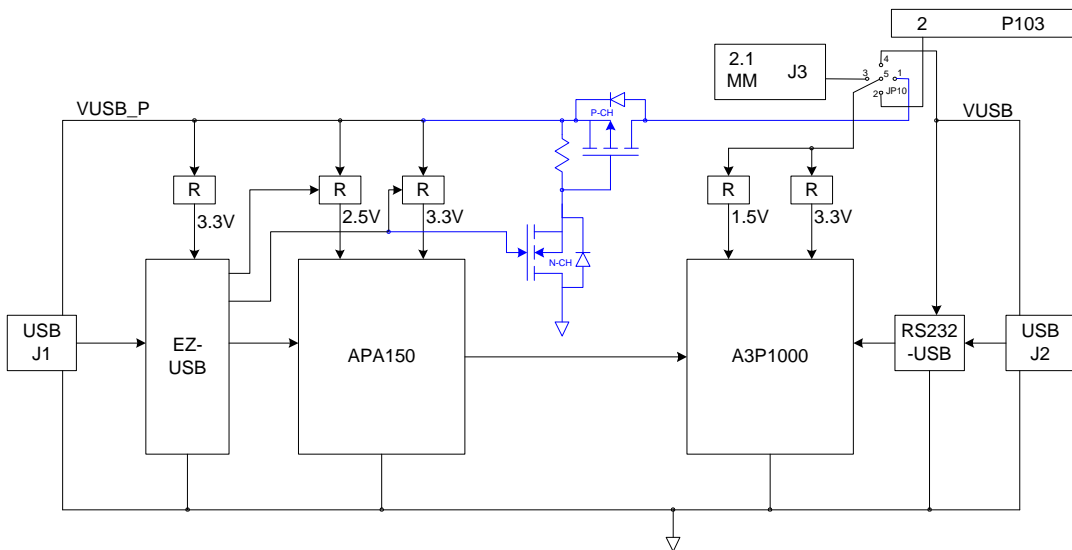 2 P103
2.1
MM
J3
4
3 5 1
2 JP10
VUSB_P
P-CH
VUSB
R
R
R
R
R
3.3V
2.5V
3.3V
1.5V
3.3V
N-CH
USB
J1
EZ-
USB
APA150
A3P1000
RS232
-USB
USB
J2